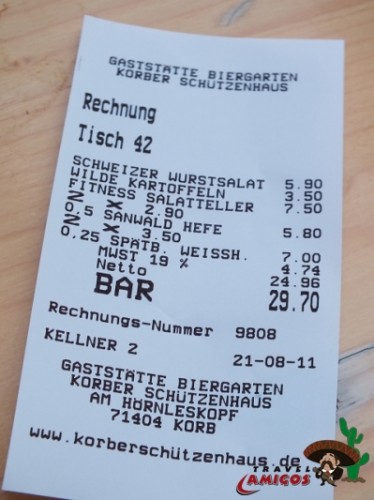 GASTSTÄTTE BIERGARTEN
KORBER SCHÜTZENHAUS
Rechnung
Tisch 42
SCHWEIZER WURSTSALAT 5.90
WILDE KARTOFFELN 3.50
FITNESS SALATTELLER 7.50
2 X 2.90
0.5 SANWALD HEFE 5.80
2 X 3.50
0.25 SPÄTB. WEISSH. 7.00
MWST 19 % 4.74
Netto 24.96
BAR 29.70
Rechnungs-Nummer 9808
KELLNER 2 21-08-11
GASTSTÄTTE BIERGARTEN
KORBER SCHÜTZENHAUS
AM HÖRNLESKOPF
71404 KORB
www.korberschützenhaus.de
TRAVEL
AMIGOS